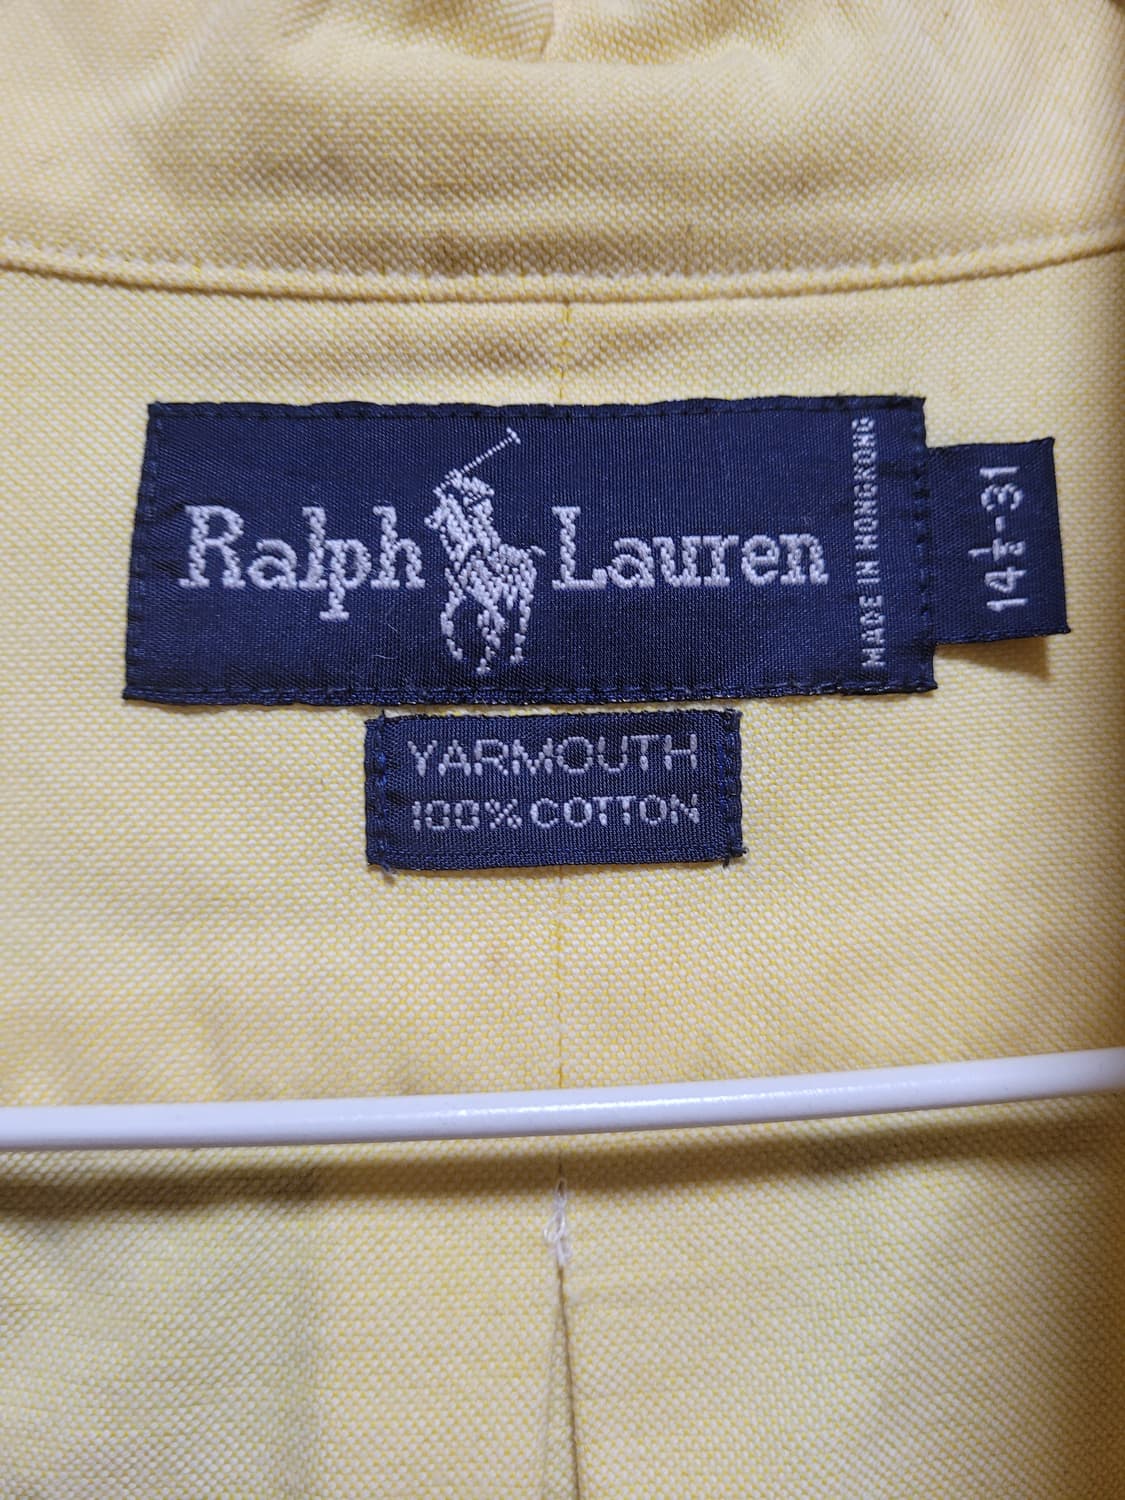 Ralph Lauren
MADE IN HONGKONG
14½-31
YARMOUTH
100% COTTON